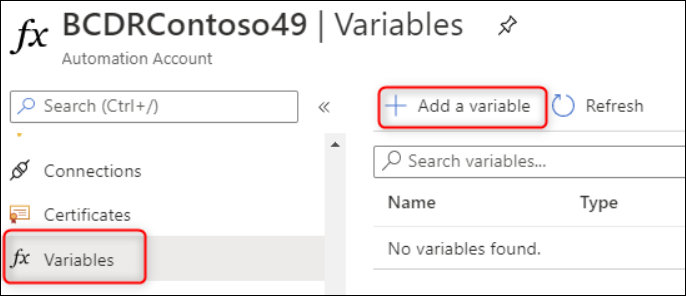 fx BCDRContoso49 | Variables
Automation Account
Search (Ctrl+/)
«
Add a variable
Refresh
Connections
Search variables...
Certificates
Name Type
fx Variables
No variables found.